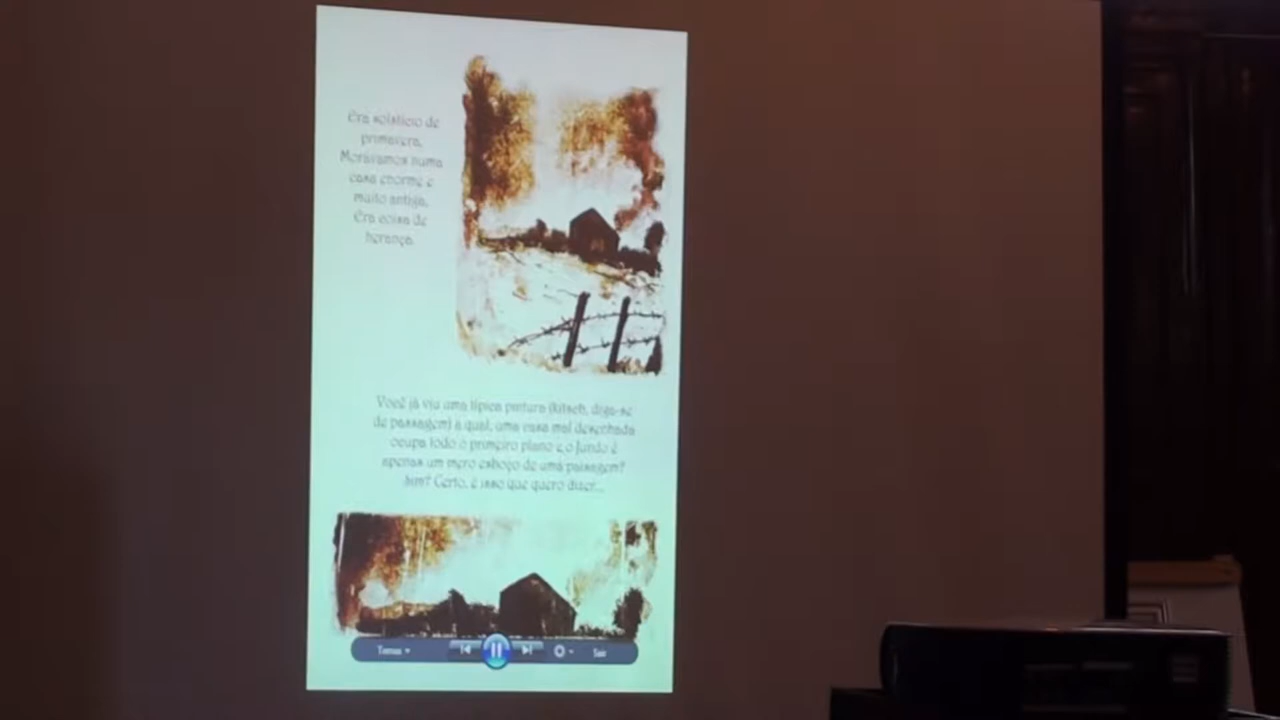 Era solstício de
primavera.
Morávamos numa
casa enorme e
muito antiga.
Era coisa de
herança.
Você já viu uma típica pintura (kitsch, diga-se
de passagem) a qual, uma casa mal desenhada
ocupa todo o primeiro plano e o fundo é
apenas um mero esboço de uma paisagem?
Sim? Certo, é isso que quero dizer...
Temas
Sair